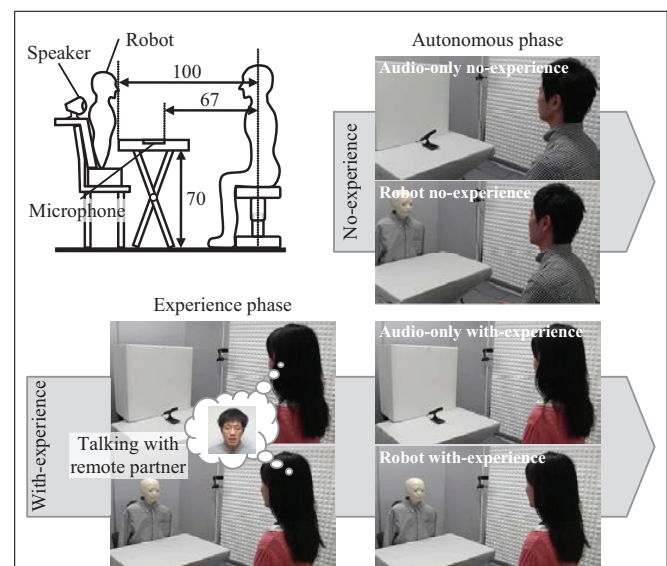 Robot
Speaker
100
67
70
Microphone
Autonomous phase
No-experience
Audio-only no-experience
Robot no-experience
Experience phase
With-experience
Talking with
remote partner
Audio-only with-experience
Robot with-experience